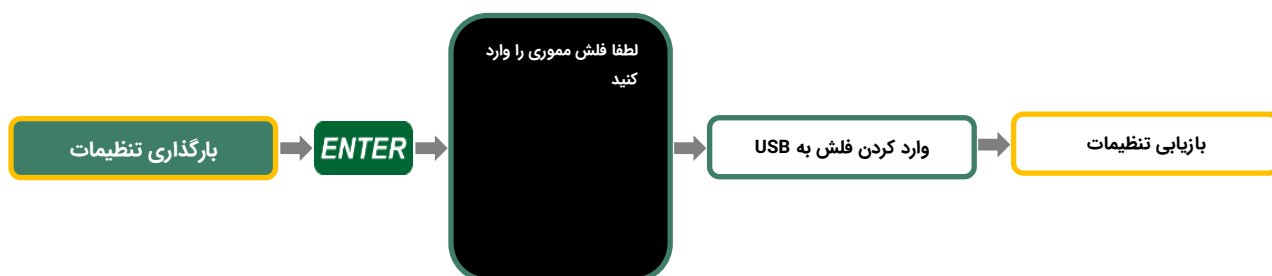 بارگذاری تنظیمات
ENTER
لطفا فلش مموری را وارد
کنید
وارد کردن فلش به USB
بازیابی تنظیمات